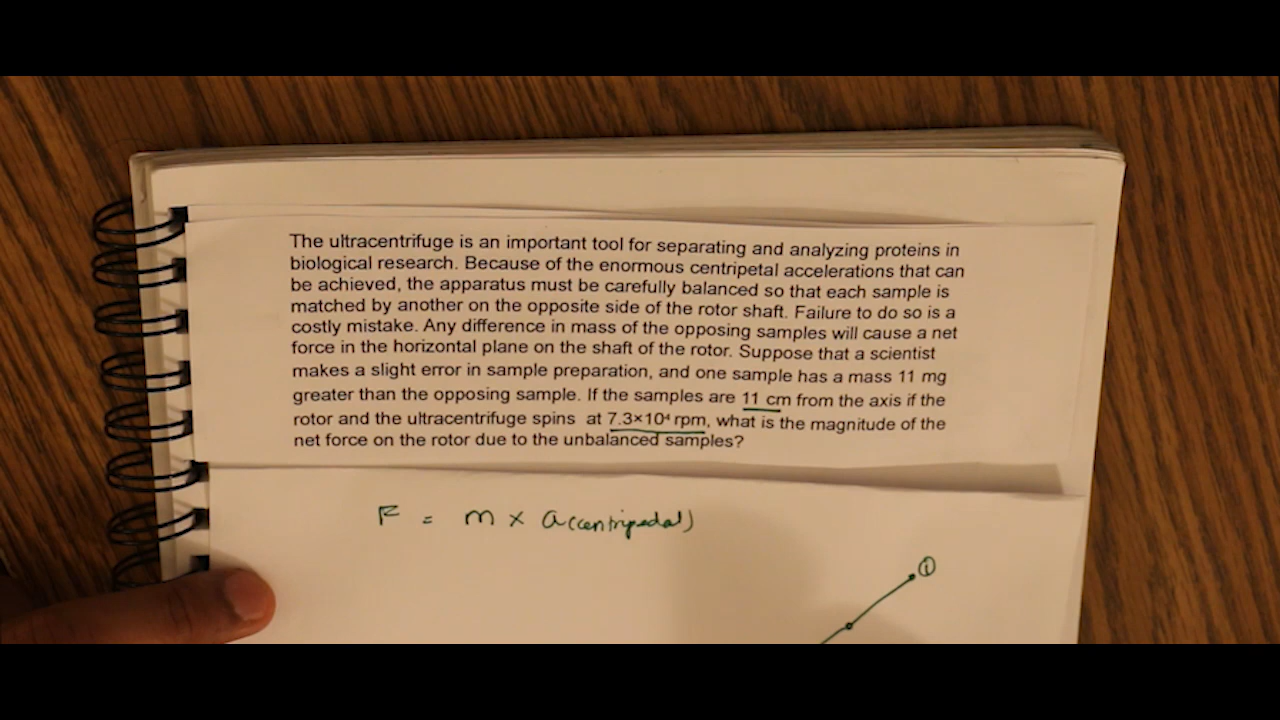 The ultracentrifuge is an important tool for separating and analyzing proteins in
biological research. Because of the enormous centripetal accelerations that can
be achieved, the apparatus must be carefully balanced so that each sample is
matched by another on the opposite side of the rotor shaft. Failure to do so is a
costly mistake. Any difference in mass of the opposing samples will cause a net
force in the horizontal plane on the shaft of the rotor. Suppose that a scientist
makes a slight error in sample preparation, and one sample has a mass 11 mg
greater than the opposing sample. If the samples are 11 cm from the axis if the
rotor and the ultracentrifuge spins at 7.3×10⁴ rpm, what is the magnitude of the
net force on the rotor due to the unbalanced samples?
F = m × a(centripedal)
①